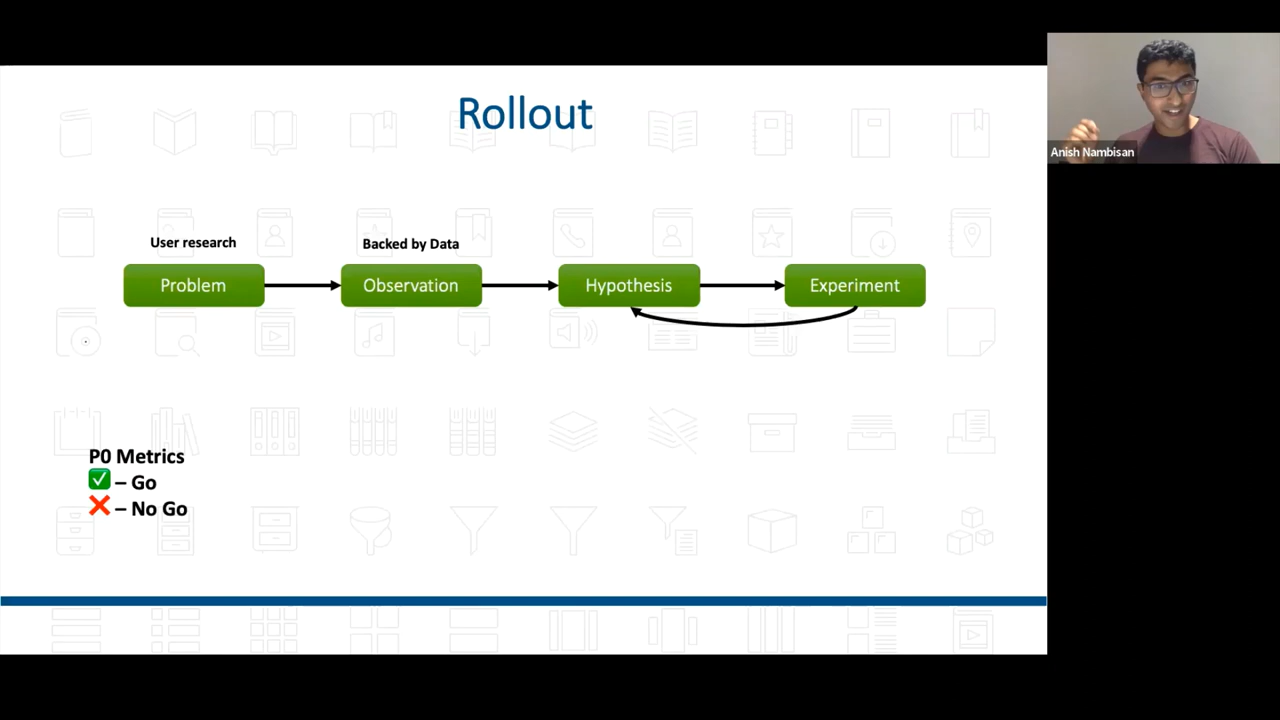 Rollout
Anish Nambisan
User research
Backed by Data
Problem
Observation
Hypothesis
Experiment
P0 Metrics
✅ – Go
❌ – No Go